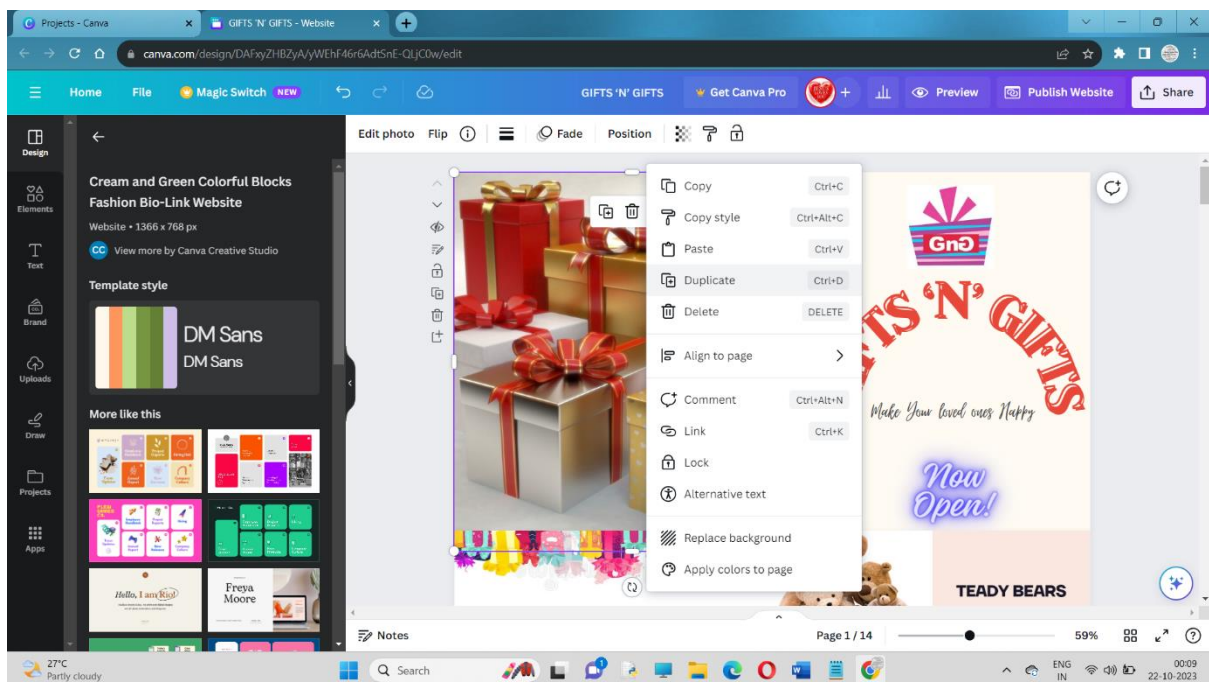 Projects - Canva
GIFTS 'N' GIFTS - Website
canva.com/design/DAFxyZHBZyA/yWEhF46r6AdtSnE-QLjC0w/edit
Home File Magic Switch NEW GIFTS 'N' GIFTS Get Canva Pro Preview Publish Website Share
Edit photo Flip Fade Position
Design
Elements
Text
Brand
Uploads
Draw
Projects
Apps
Cream and Green Colorful Blocks
Fashion Bio-Link Website
Website • 1366 x 768 px
CC View more by Canva Creative Studio
Template style
DM Sans
DM Sans
More like this
Hello, I am Rio!
Freya
Moore
Copy Ctrl+C
Copy style Ctrl+Alt+C
Paste Ctrl+V
Duplicate Ctrl+D
Delete DELETE
Align to page
Comment Ctrl+Alt+N
Link Ctrl+K
Lock
Alternative text
Replace background
Apply colors to page
GnG
FTS 'N' GIFTS
Make Your loved ones Happy
Now
Open!
TEADY BEARS
Notes Page 1 / 14 59%
27°C
Partly cloudy
Search
ENG
IN
00:09
22-10-2023